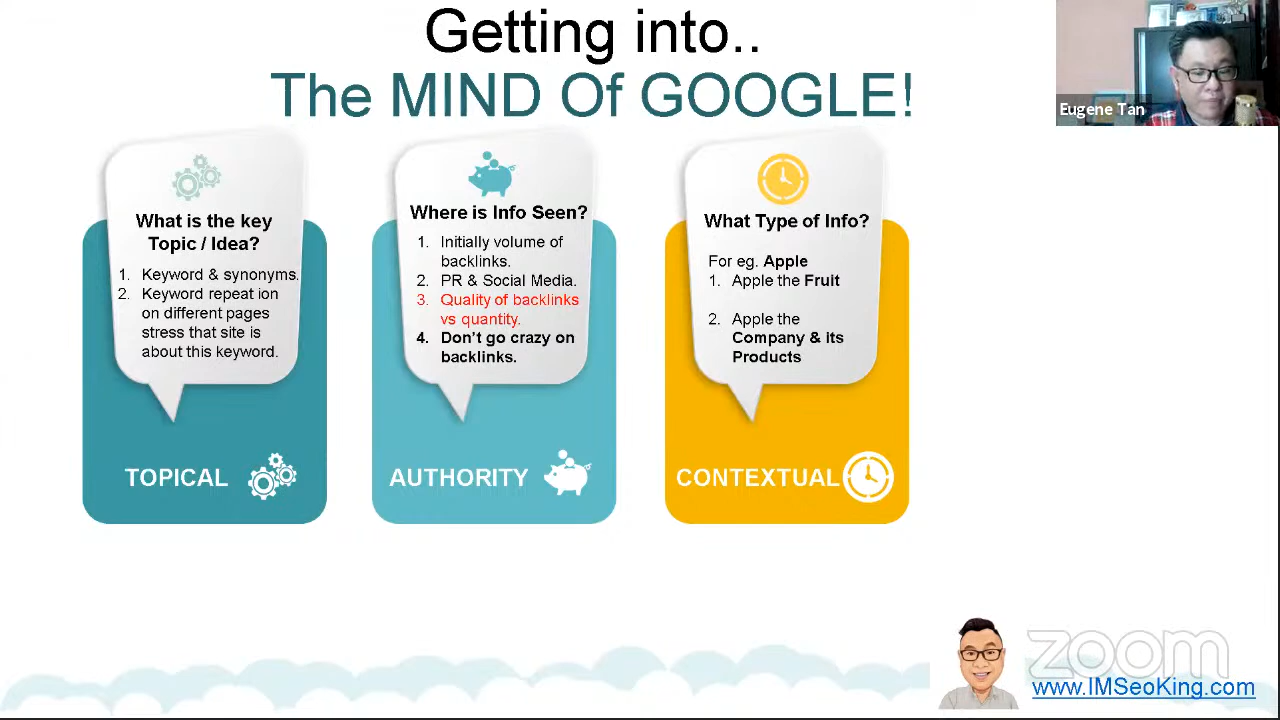 Getting into..
The MIND Of GOOGLE!
Eugene Tan
What is the key
Topic / Idea?
1. Keyword & synonyms.
2. Keyword repeat ion
on different pages
stress that site is
about this keyword.
TOPICAL
Where is Info Seen?
1. Initially volume of
backlinks.
2. PR & Social Media.
3. Quality of backlinks
vs quantity.
4. Don't go crazy on
backlinks.
AUTHORITY
What Type of Info?
For eg. Apple
1. Apple the Fruit
2. Apple the
Company & its
Products
CONTEXTUAL
zoom
www.IMSeoKing.com